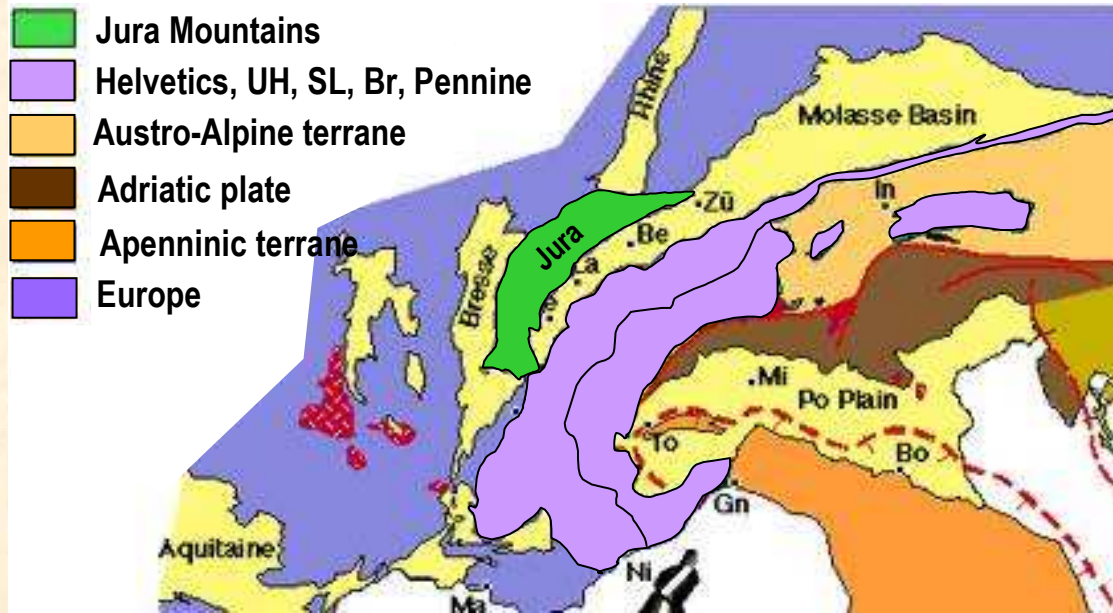 Jura Mountains
Helvetics, UH, SL, Br, Pennine
Austro-Alpine terrane
Adriatic plate
Apenninic terrane
Europe
Rhine
Molasse Basin
Zü
In
Be
Jura
La
Bresse
Mi
Po Plain
To
Bo
Gn
Aquitaine
Ni
Ma